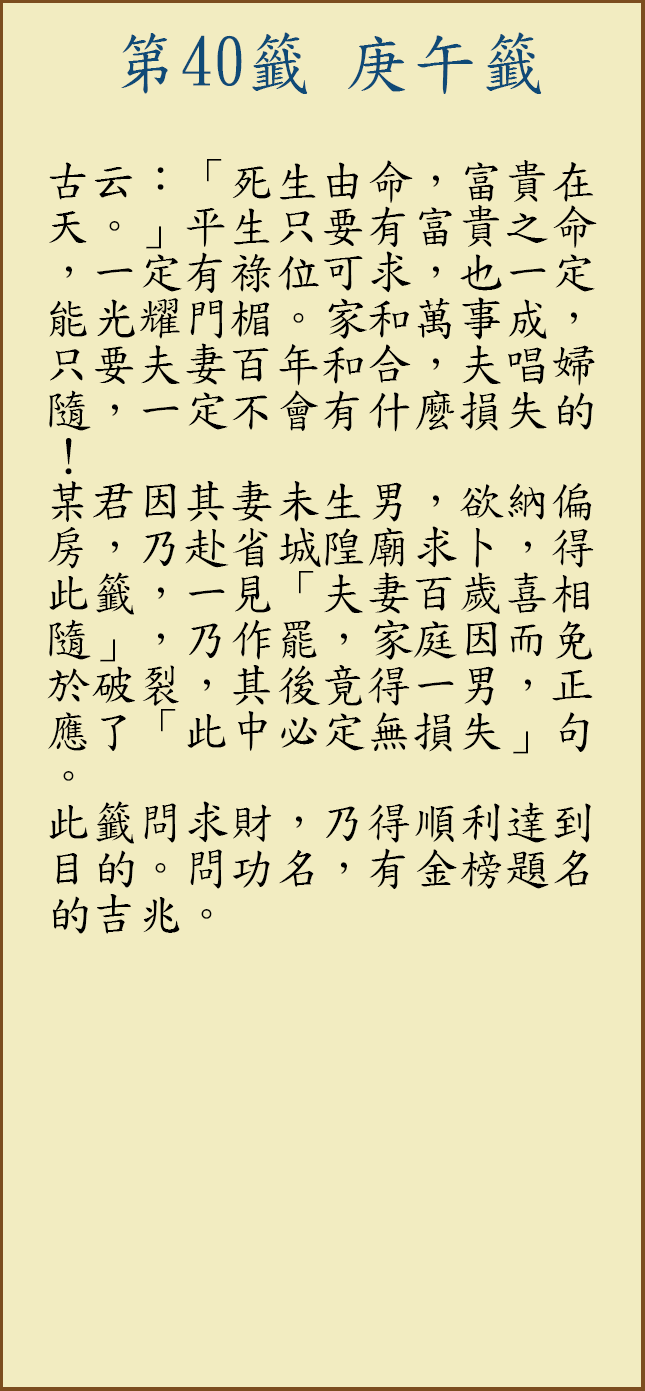 第40籤 庚午籤
古云：「死生由命，富貴在
天。」平生只要有富貴之命
，一定有祿位可求，也一定
能光耀門楣。家和萬事成，
只要夫妻百年和合，夫唱婦
隨，一定不會有什麼損失的
！
某君因其妻未生男，欲納偏
房，乃赴省城隍廟求卜，得
此籤，一見「夫妻百歲喜相
隨」，乃作罷，家庭因而免
於破裂，其後竟得一男，正
應了「此中必定無損失」句
。
此籤問求財，乃得順利達到
目的。問功名，有金榜題名
的吉兆。